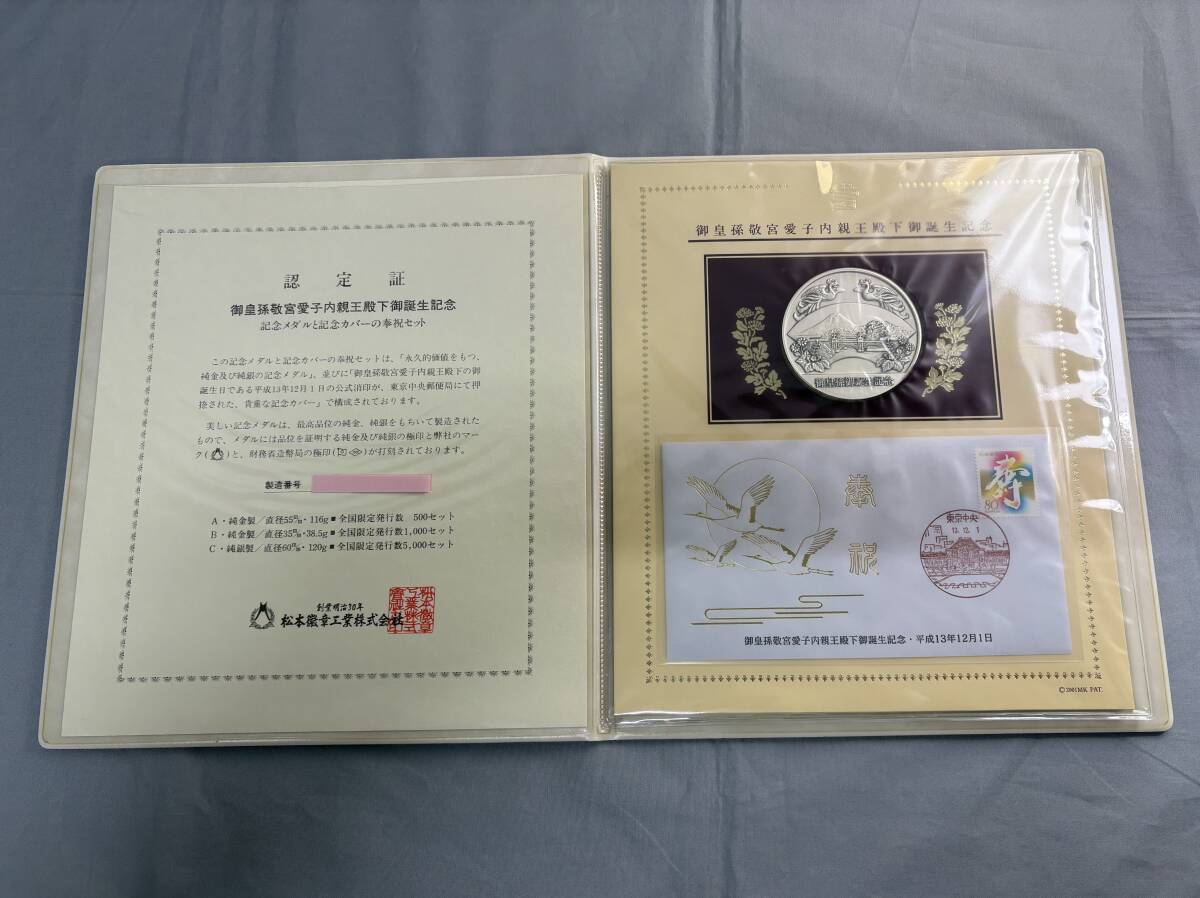 認定証
御皇孫敬宮愛子内親王殿下御誕生記念
記念メダルと記念カバーの奉祝セット
この記念メダルと記念カバーの奉祝セットは、「永久的価値をもつ、
純金及び純銀の記念メダル」、並びに「御皇孫敬宮愛子内親王殿下の御
誕生日である平成13年12月1日の公式消印が、東京中央郵便局にて押
捺された、貴重な記念カバー」で構成されております。
美しい記念メダルは、最高品位の純金、純銀をもちいて製造された
もので、メダルには品位を証明する純金及び純銀の極印と弊社のマー
ク( )と、財務省造幣局の極印( )が打刻されております。
製造番号
A・純金製/直径55m/m・116g■全国限定発行数 500セット
B・純金製/直径35m/m・38.5g■全国限定発行数1,000セット
C・純銀製/直径60m/m・120g■全国限定発行数5,000セット
創業明治30年
松本徽章工業株式会社
御皇孫敬宮愛子内親王殿下御誕生記念
御皇孫御誕生記念
奉祝
寿
80
東京中央
13.12.1
御皇孫敬宮愛子内親王殿下御誕生記念・平成13年12月1日
©2001MK PAT.